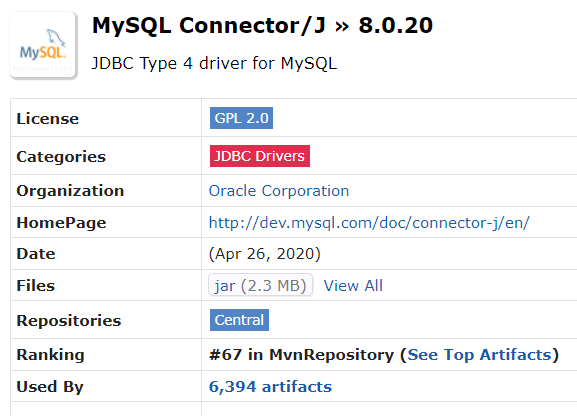 MySQL
MySQL Connector/J » 8.0.20
JDBC Type 4 driver for MySQL
License GPL 2.0
Categories JDBC Drivers
Organization Oracle Corporation
HomePage http://dev.mysql.com/doc/connector-j/en/
Date (Apr 26, 2020)
Files jar (2.3 MB) View All
Repositories Central
Ranking #67 in MvnRepository (See Top Artifacts)
Used By 6,394 artifacts